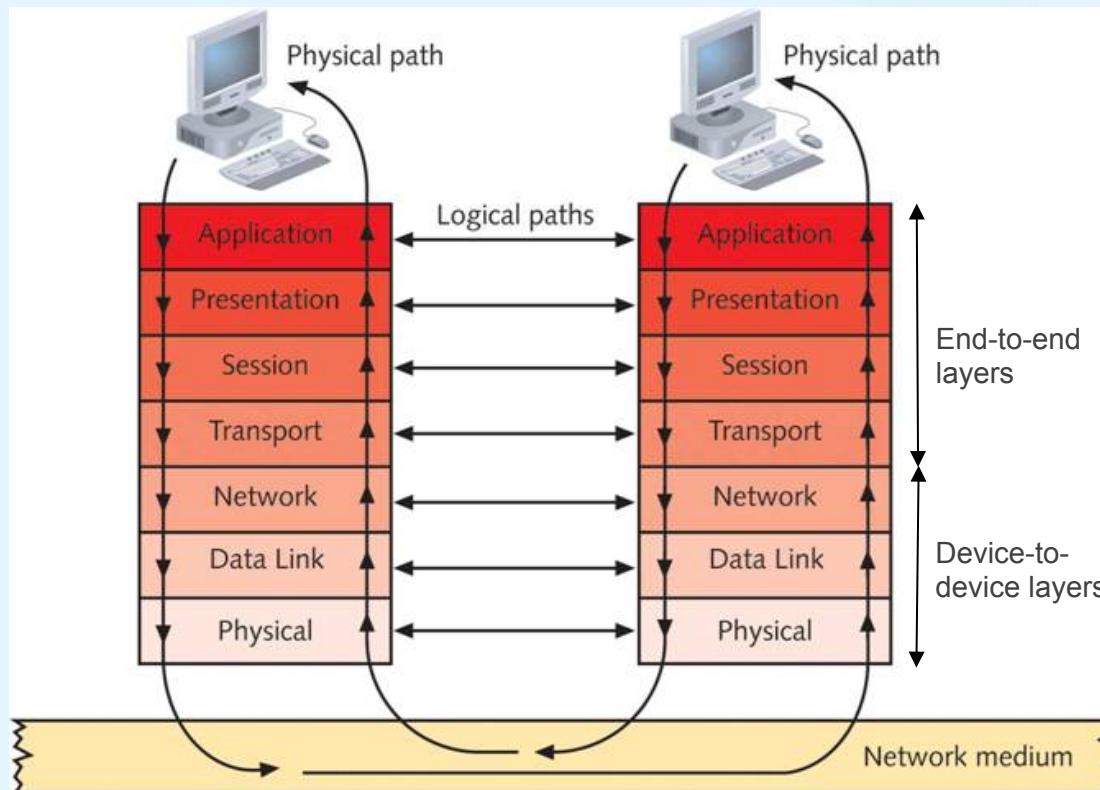 Physical path
Physical path
Logical paths
Application
Application
Presentation
Presentation
Session
Session
Transport
Transport
Network
Network
Data Link
Data Link
Physical
Physical
End-to-end
layers
Device-to-
device layers
Network medium